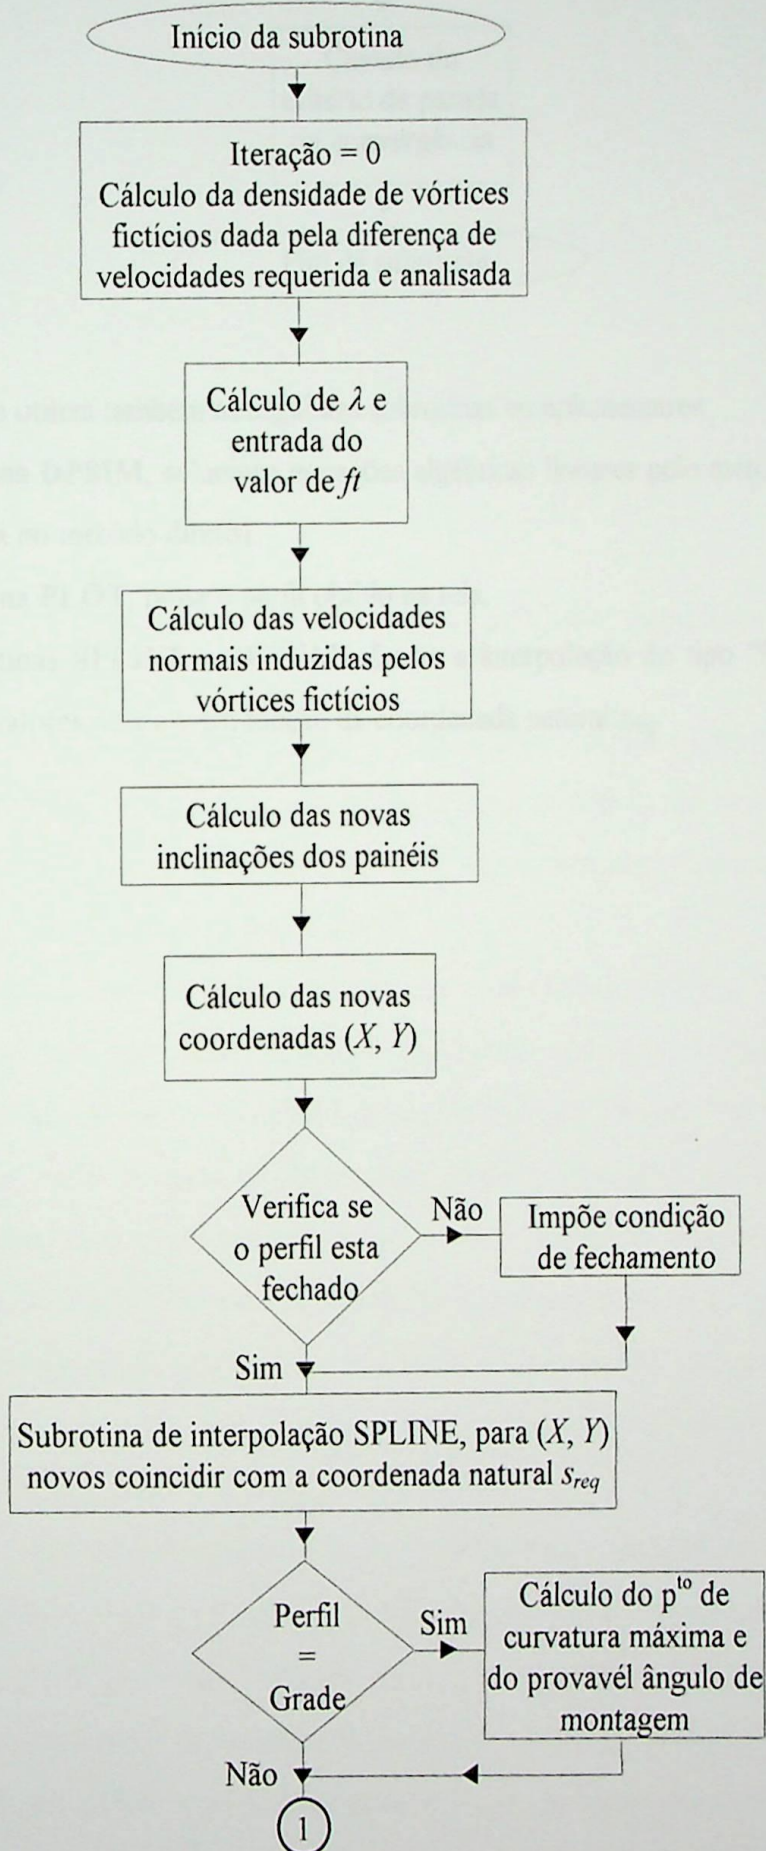 Início da subrotina
Iteração = 0
Cálculo da densidade de vórtices
fictícios dada pela diferença de
velocidades requerida e analisada
Cálculo de λ e
entrada do
valor de ft
Cálculo das velocidades
normais induzidas pelos
vórtices fictícios
Cálculo das novas
inclinações dos painéis
Cálculo das novas
coordenadas (X, Y)
Verifica se
o perfil esta
fechado
Não
Impõe condição
de fechamento
Sim
Subrotina de interpolação SPLINE, para (X, Y)
novos coincidir com a coordenada natural s_req
Perfil
=
Grade
Sim
Cálculo do p^to de
curvatura máxima e
do provavél ângulo de
montagem
Não
1